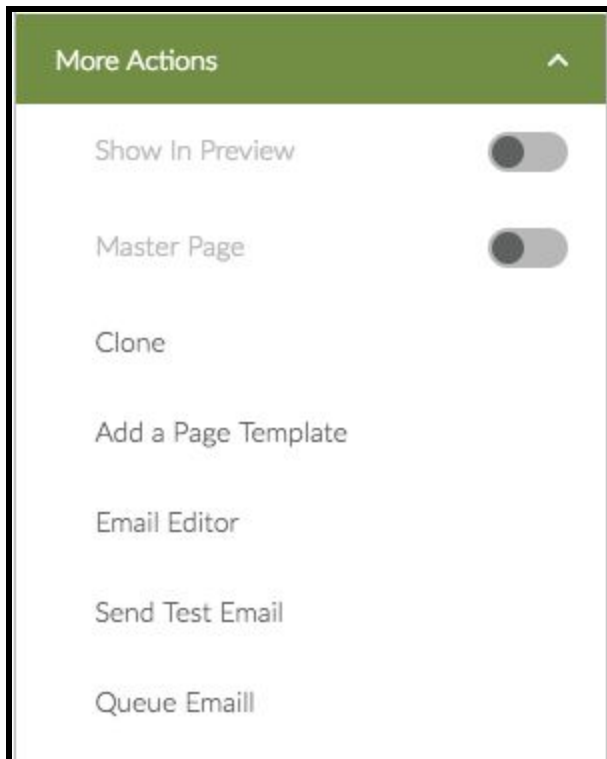 More Actions
Show In Preview
Master Page
Clone
Add a Page Template
Email Editor
Send Test Email
Queue Emaill